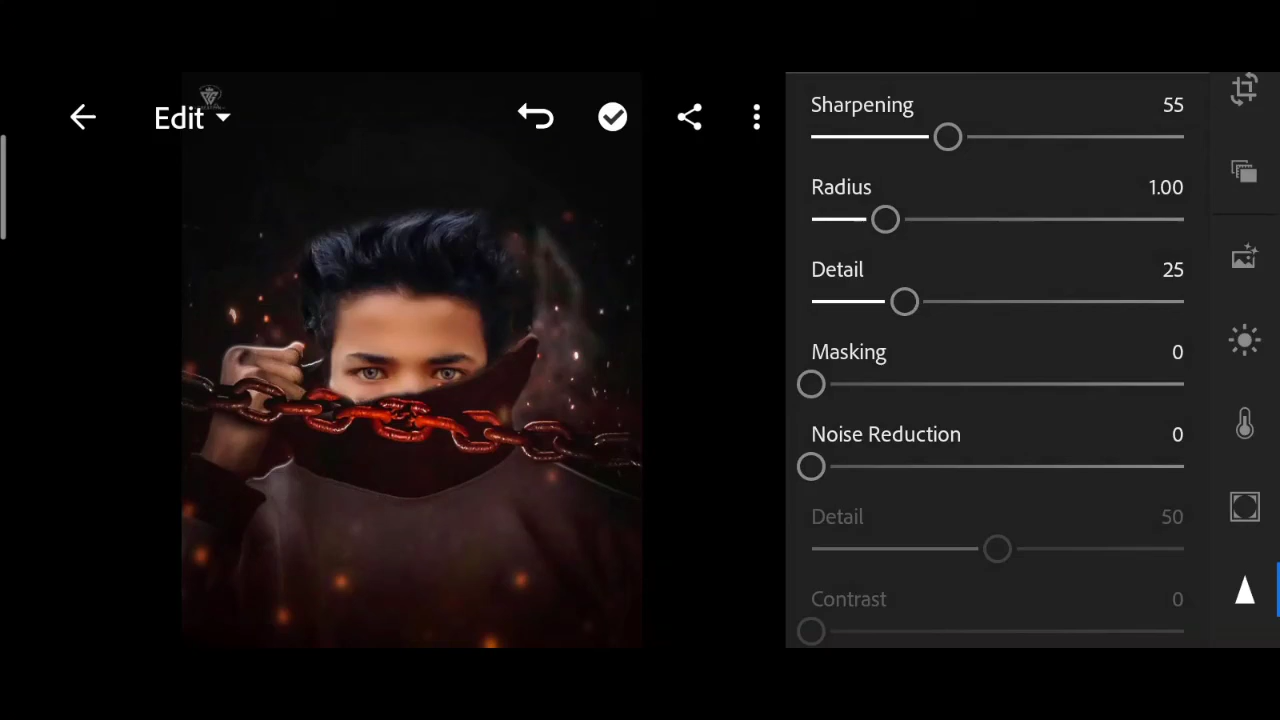 Edit
Sharpening 55
Radius 1.00
Detail 25
Masking 0
Noise Reduction 0
Detail 50
Contrast 0